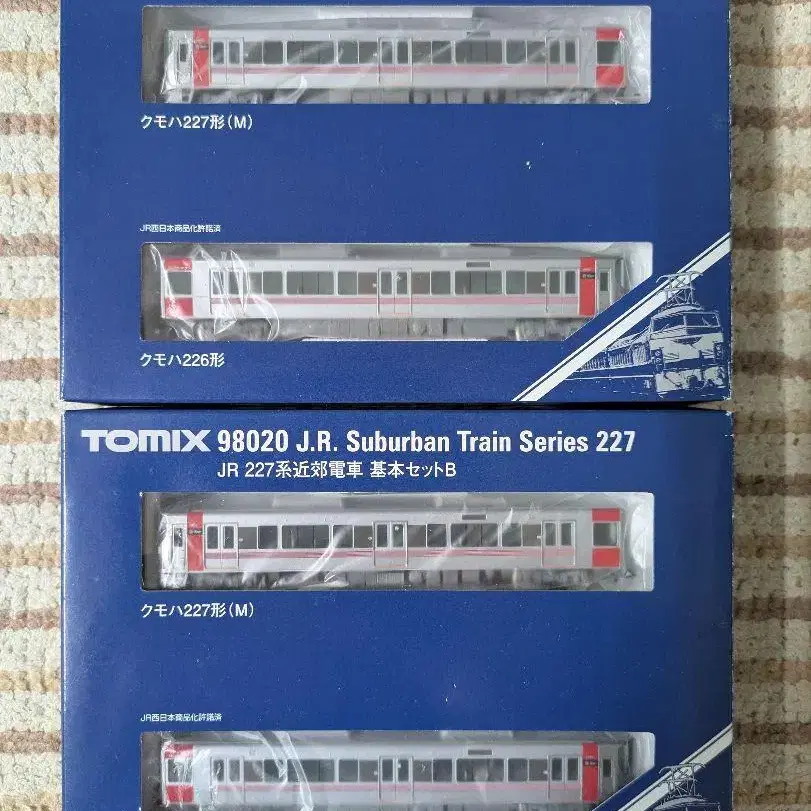 クモハ227形(M)
JR西日本商品化許諾済
クモハ226形
TOMIX 98020 J.R. Suburban Train Series 227
JR 227系近郊電車 基本セットB
クモハ227形(M)
JR西日本商品化許諾済